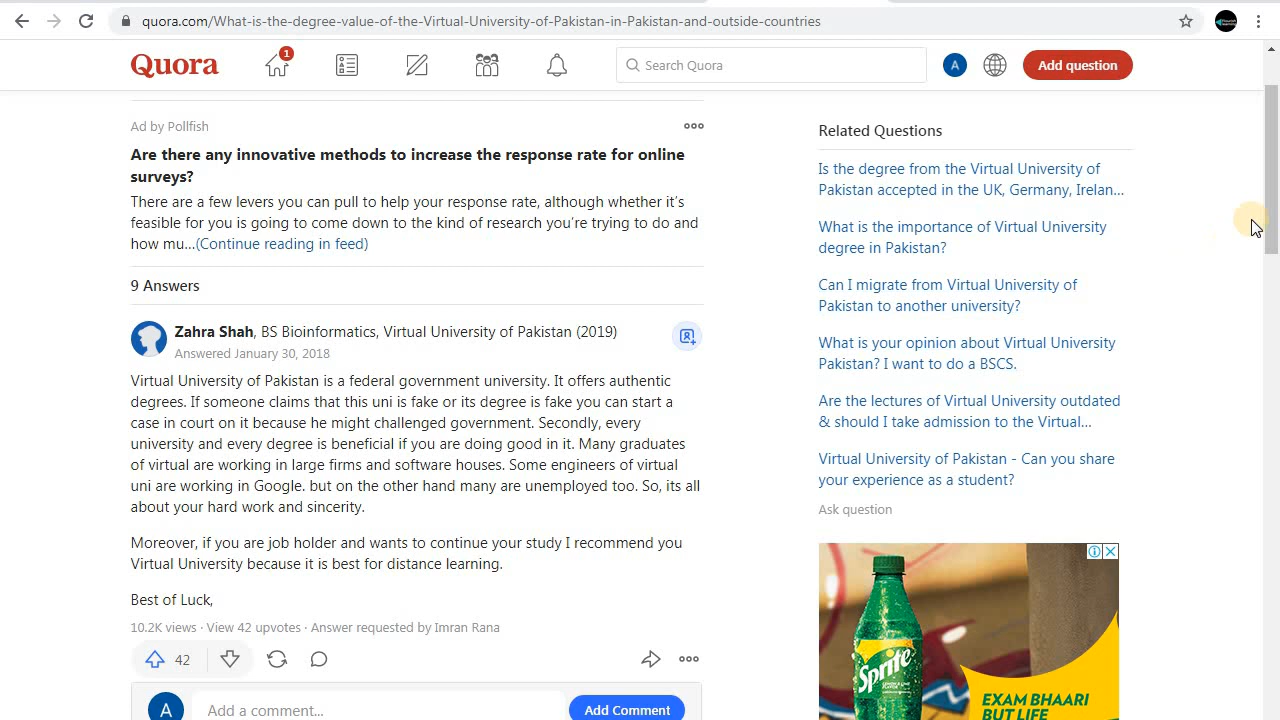 quora.com/What-is-the-degree-value-of-the-Virtual-University-of-Pakistan-in-Pakistan-and-outside-countries
Quora
1
Search Quora
A
Add question
Ad by Pollfish
Are there any innovative methods to increase the response rate for online
surveys?
There are a few levers you can pull to help your response rate, although whether it's
feasible for you is going to come down to the kind of research you're trying to do and
how mu...(Continue reading in feed)
9 Answers
Zahra Shah, BS Bioinformatics, Virtual University of Pakistan (2019)
Answered January 30, 2018
Virtual University of Pakistan is a federal government university. It offers authentic
degrees. If someone claims that this uni is fake or its degree is fake you can start a
case in court on it because he might challenged government. Secondly, every
university and every degree is beneficial if you are doing good in it. Many graduates
of virtual are working in large firms and software houses. Some engineers of virtual
uni are working in Google. but on the other hand many are unemployed too. So, its all
about your hard work and sincerity.
Moreover, if you are job holder and wants to continue your study I recommend you
Virtual University because it is best for distance learning.
Best of Luck,
10.2K views · View 42 upvotes · Answer requested by Imran Rana
42
A
Add a comment...
Add Comment
Related Questions
Is the degree from the Virtual University of
Pakistan accepted in the UK, Germany, Irelan...
What is the importance of Virtual University
degree in Pakistan?
Can I migrate from Virtual University of
Pakistan to another university?
What is your opinion about Virtual University
Pakistan? I want to do a BSCS.
Are the lectures of Virtual University outdated
& should I take admission to the Virtual...
Virtual University of Pakistan - Can you share
your experience as a student?
Ask question
Sprite
EXAM BHAARI
BUT LIFE